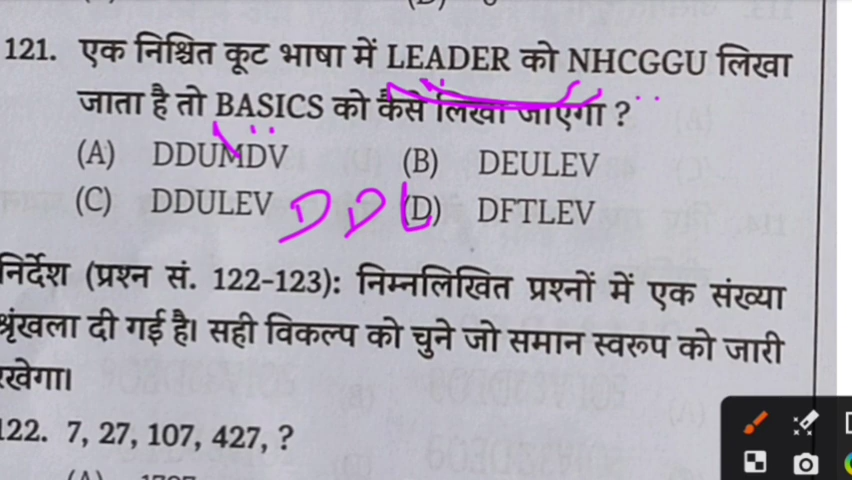 121. एक निश्चित कूट भाषा में LEADER को NHCGGU लिखा
जाता है तो BASICS को कैसे लिखा जाएगा ?
(A) DDUMDV (B) DEULEV
(C) DDULEV DDL (D) DFTLEV
निर्देश (प्रश्न सं. 122-123): निम्नलिखित प्रश्नों में एक संख्या
श्रृंखला दी गई है। सही विकल्प को चुने जो समान स्वरूप को जारी
रखेगा।
122. 7, 27, 107, 427, ?